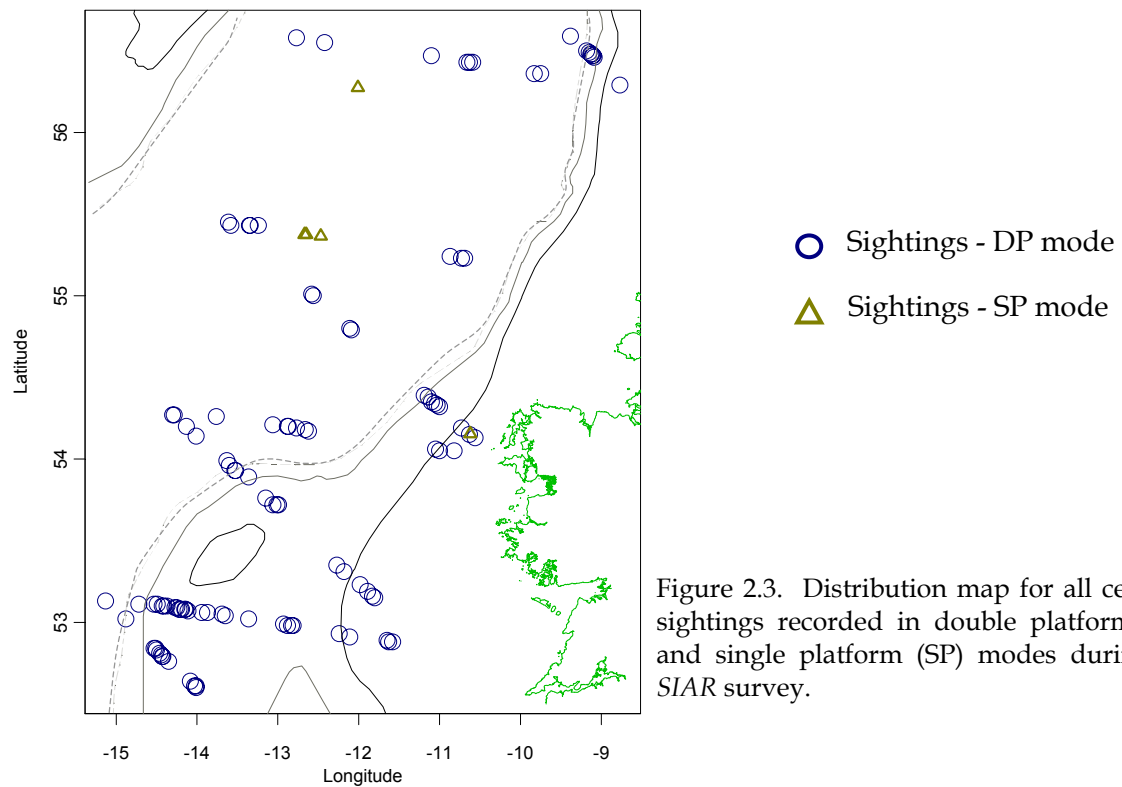 56
55
54
53
Latitude
-15 -14 -13 -12 -11 -10 -9
Longitude
Sightings - DP mode
Sightings - SP mode
Figure 2.3. Distribution map for all ce
sightings recorded in double platform
and single platform (SP) modes duri
SIAR survey.